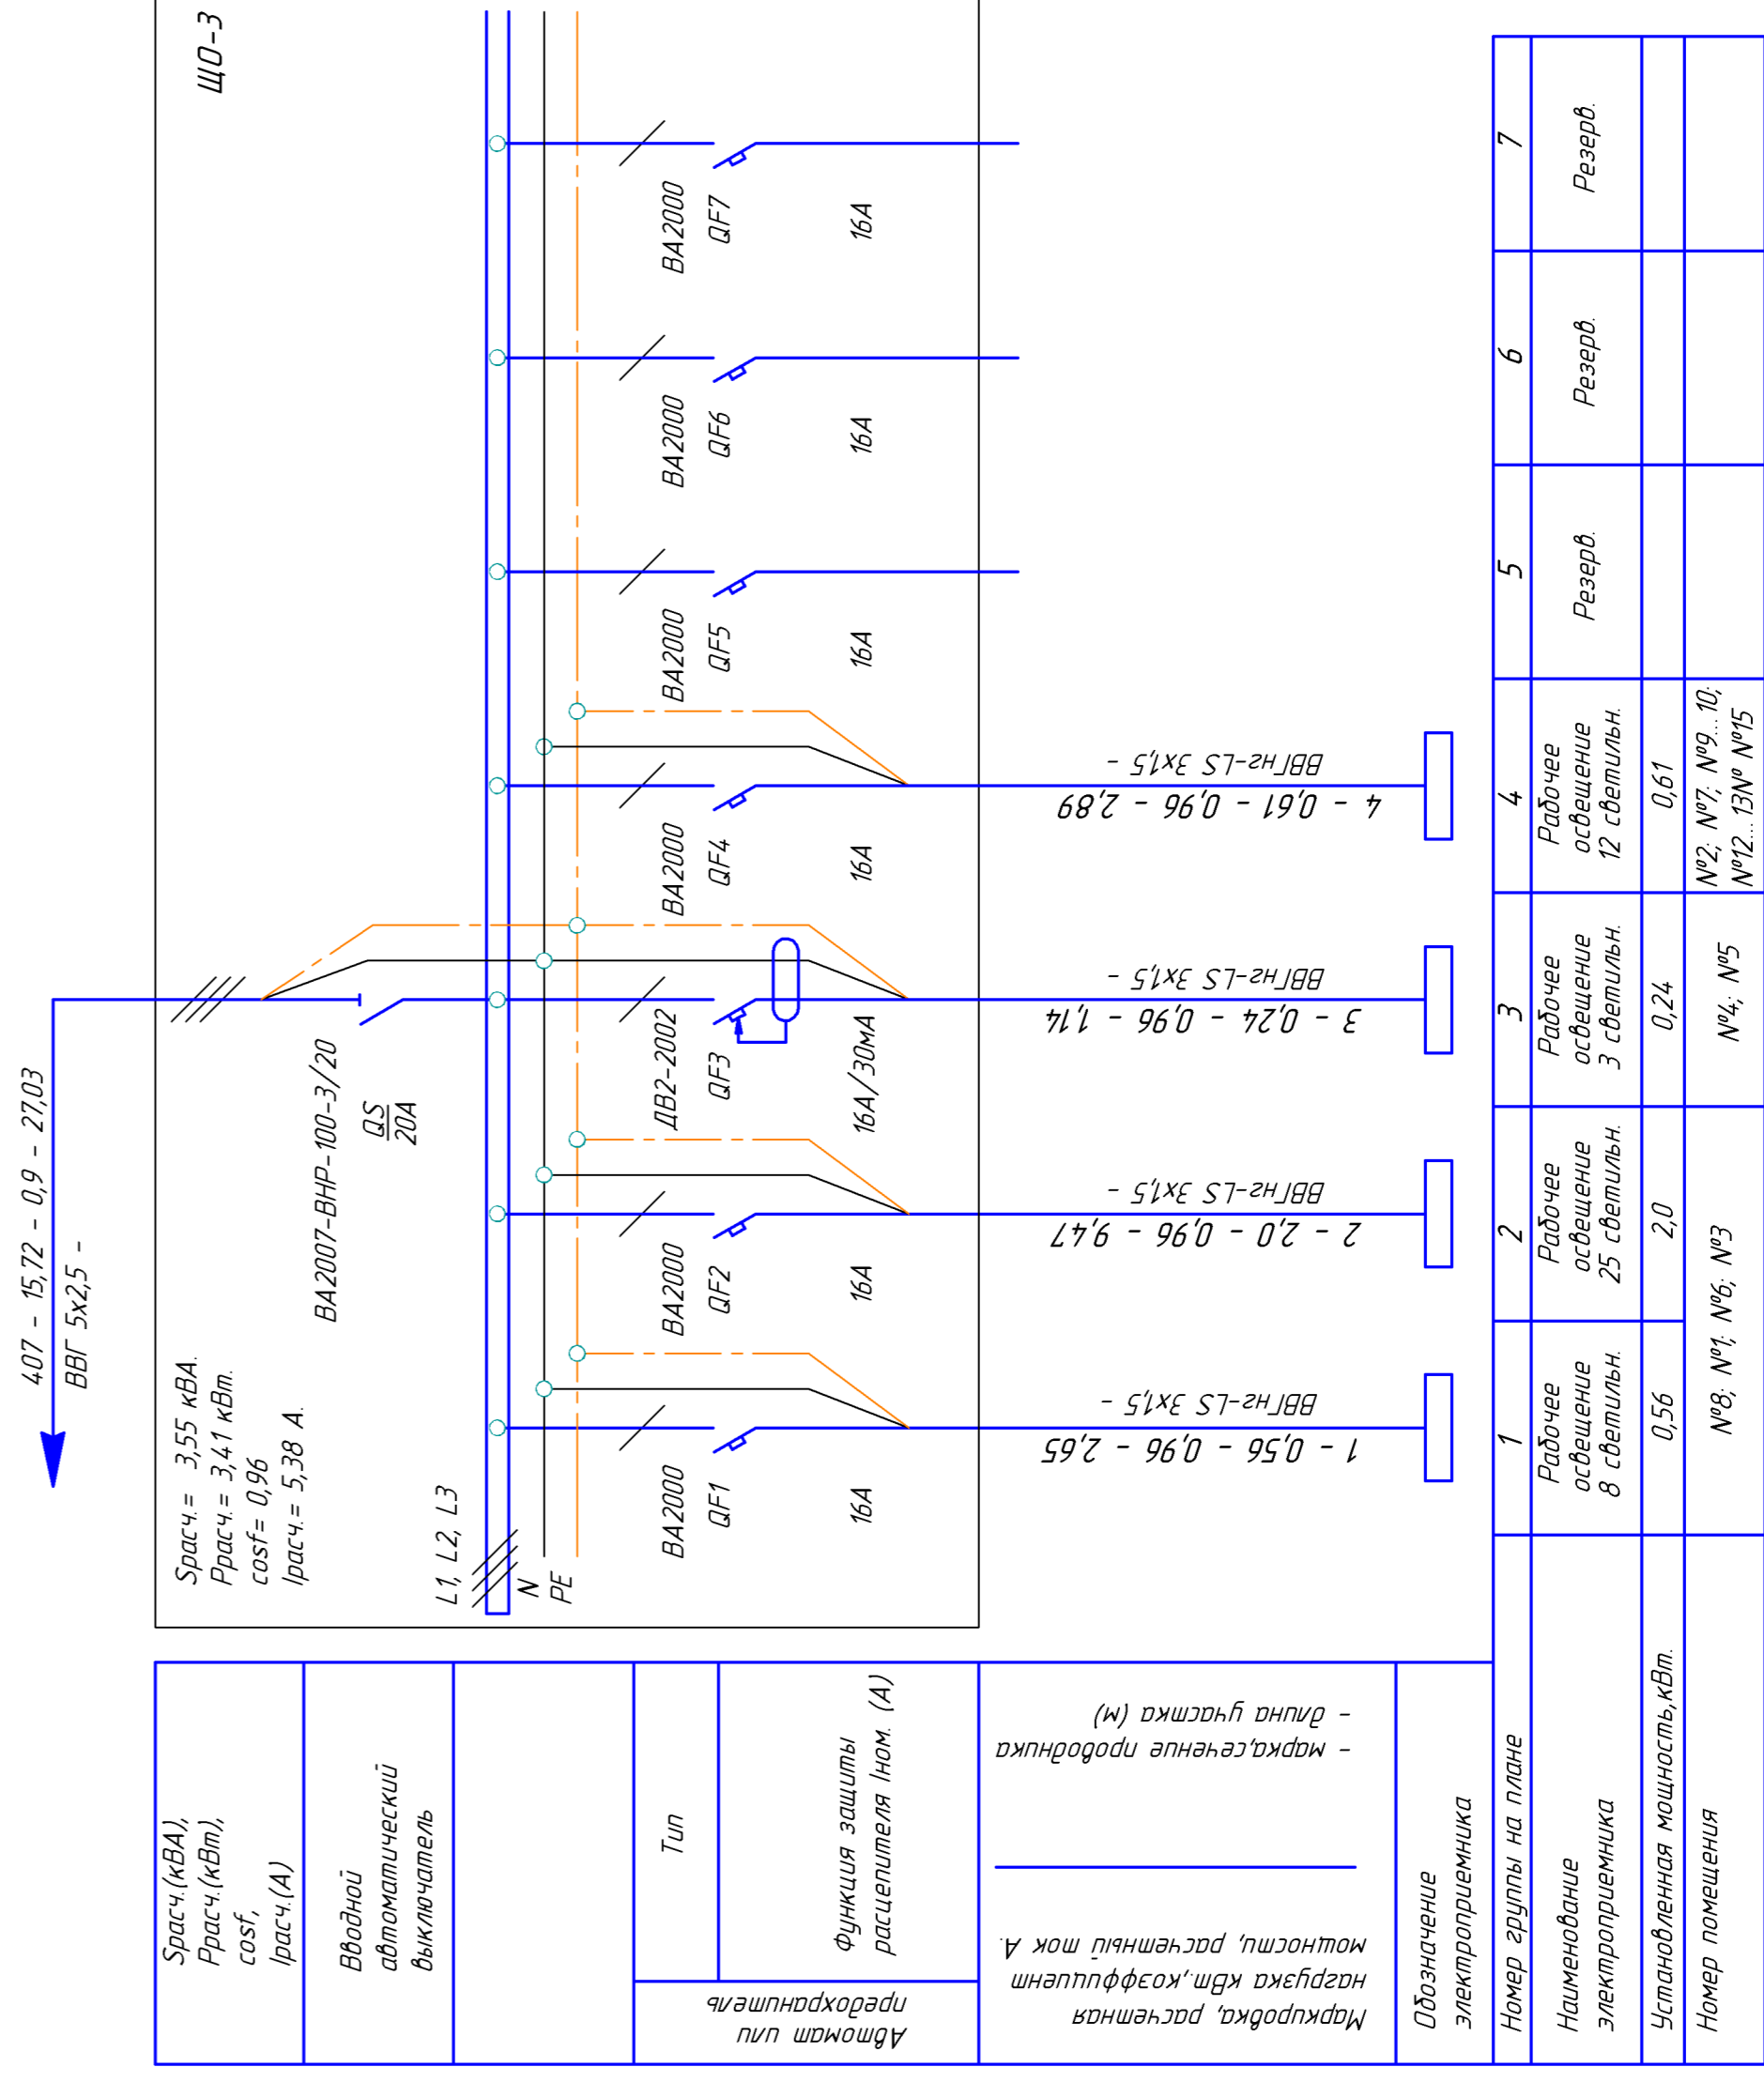 407 - 15,72 - 0,9 - 27,03
ВВГ 5х2,5 -
ЩО-3
Sрасч.= 3,55 кВА.
Pрасч.= 3,41 кВт.
cosf= 0,96
Iрасч.= 5,38 А.
ВА2007-ВНР-100-3/20
QS
20А
L1, L2, L3
N
PE
ВА2000
QF1
16А
ВА2000
QF2
16А
ДВ2-2002
QF3
16А/30мА
ВА2000
QF4
16А
ВА2000
QF5
16А
ВА2000
QF6
16А
ВА2000
QF7
16А
1 - 0,56 - 0,96 - 2,65
ВВГнг-LS 3х1,5 -
2 - 2,0 - 0,96 - 9,47
ВВГнг-LS 3х1,5 -
3 - 0,24 - 0,96 - 1,14
ВВГнг-LS 3х1,5 -
4 - 0,61 - 0,96 - 2,89
ВВГнг-LS 3х1,5 -
Sрасч.(кВА),
Pрасч.(кВт),
cosf,
Iрасч.(А)
Вводной
автоматический
выключатель
Автомат или
предохранитель
Тип
Функция защиты
расцепителя Iном. (А)
Маркировка, расчетная
нагрузка кВт.,коэффициент
мощности, расчетный ток А.
- марка,сечение проводника
- длина участка (м)
Обозначение
электроприемника
Номер группы на плане
1
2
3
4
5
6
7
Наименование
электроприемника
Рабочее
освещение
8 светильн.
Рабочее
освещение
25 светильн.
Рабочее
освещение
3 светильн.
Рабочее
освещение
12 светильн.
Резерв.
Резерв.
Резерв.
Установленная мощность,кВт.
0,56
2,0
0,24
0,61
Номер помещения
№8; №1; №6; №3
№4; №5
№2; №7; №9...10;
№12...13№ №15